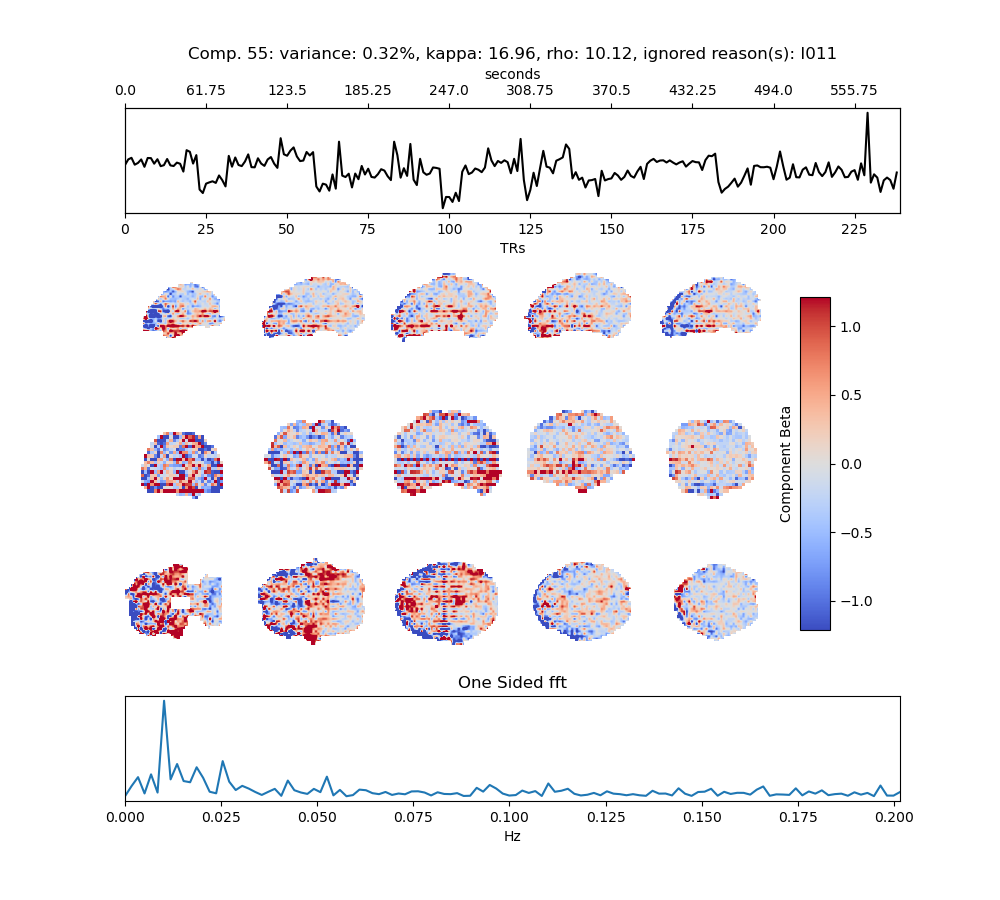 Comp. 55: variance: 0.32%, kappa: 16.96, rho: 10.12, ignored reason(s): I011
seconds
0.0 61.75 123.5 185.25 247.0 308.75 370.5 432.25 494.0 555.75
0 25 50 75 100 125 150 175 200 225
TRs
1.0
0.5
0.0
−0.5
−1.0
Component Beta
One Sided fft
0.000 0.025 0.050 0.075 0.100 0.125 0.150 0.175 0.200
Hz